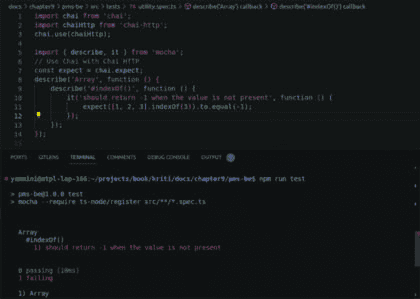 docs > chapter9 > pms-be > src > tests > TS utility.spec.ts > describe('Array') callback > describe('#indexOf()') callback
1 import chai from 'chai';
2 import chaiHttp from 'chai-http';
3 chai.use(chaiHttp);
4
5 import { describe, it } from 'mocha';
6 // Use Chai with Chai HTTP
7 const expect = chai.expect;
8 describe('Array', function () {
9 describe('#indexOf()', function () {
10 it('should return -1 when the value is not present', function () {
11 expect([1, 2, 3].indexOf(3)).to.equal(-1);
12 });
13 });
14 });
PORTS GITLENS TERMINAL COMMENTS DEBUG CONSOLE OUTPUT
yamini@mtpl-lap-166:~/projects/book/kriti/docs/chapter9/pms-be$ npm run test
> pms-be@1.0.0 test
> mocha --require ts-node/register src/**/*.spec.ts
Array
#indexOf()
1) should return -1 when the value is not present
0 passing (10ms)
1 failing
1) Array